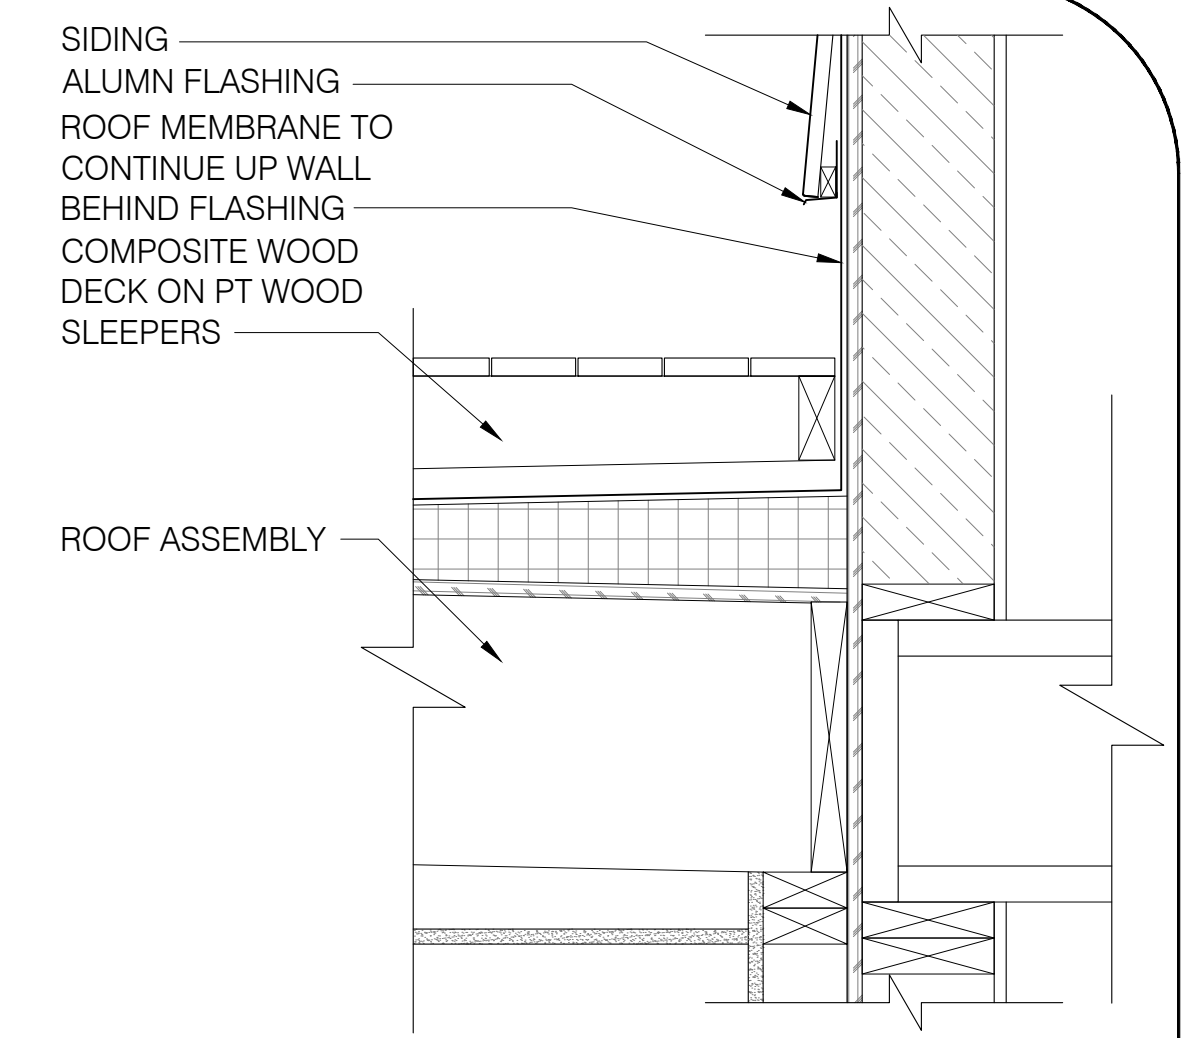 SIDING
ALUMN FLASHING
ROOF MEMBRANE TO
CONTINUE UP WALL
BEHIND FLASHING
COMPOSITE WOOD
DECK ON PT WOOD
SLEEPERS
ROOF ASSEMBLY